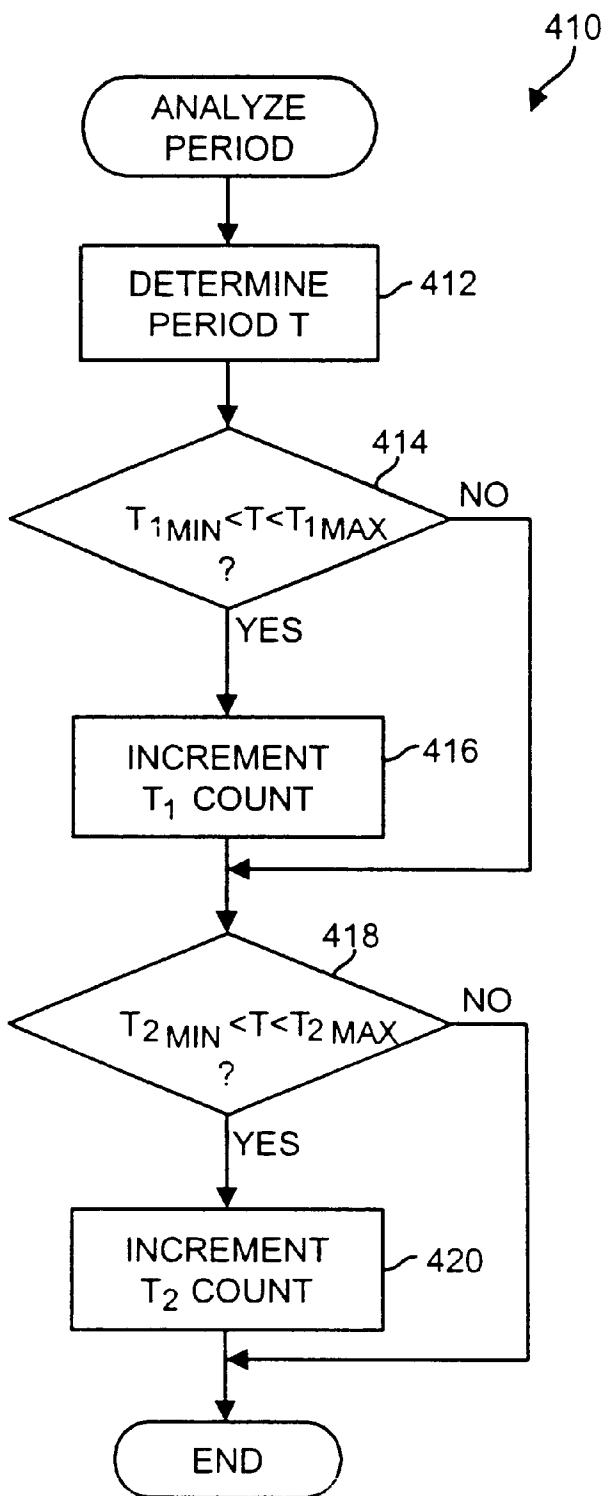 410
ANALYZE
PERIOD
DETERMINE
PERIOD T
412
414
T1MIN<T<T1MAX
?
NO
YES
INCREMENT
T1 COUNT
416
418
T2MIN<T<T2MAX
?
NO
YES
INCREMENT
T2 COUNT
420
END